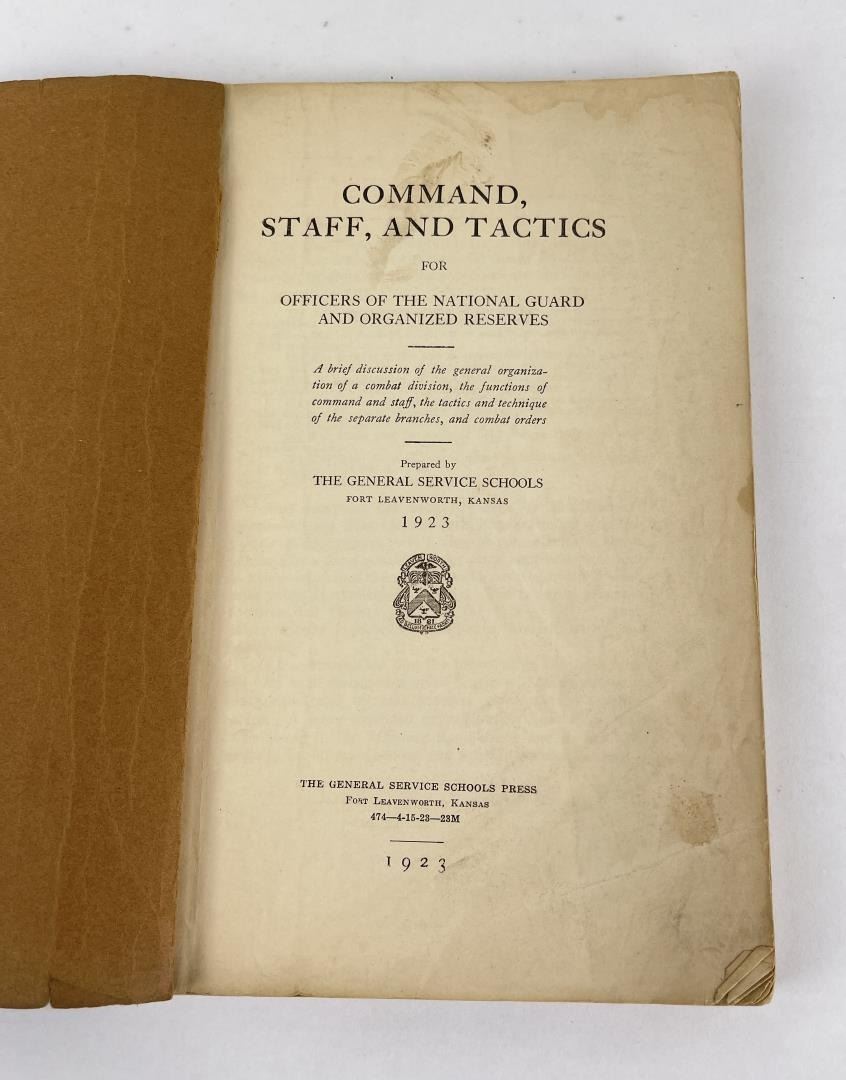 COMMAND,
STAFF, AND TACTICS
FOR
OFFICERS OF THE NATIONAL GUARD
AND ORGANIZED RESERVES
A brief discussion of the general organiza-
tion of a combat division, the functions of
command and staff, the tactics and technique
of the separate branches, and combat orders
Prepared by
THE GENERAL SERVICE SCHOOLS
FORT LEAVENWORTH, KANSAS
1923
18 81
THE GENERAL SERVICE SCHOOLS PRESS
FORT LEAVENWORTH, KANSAS
474—4-15-23—23M
1923